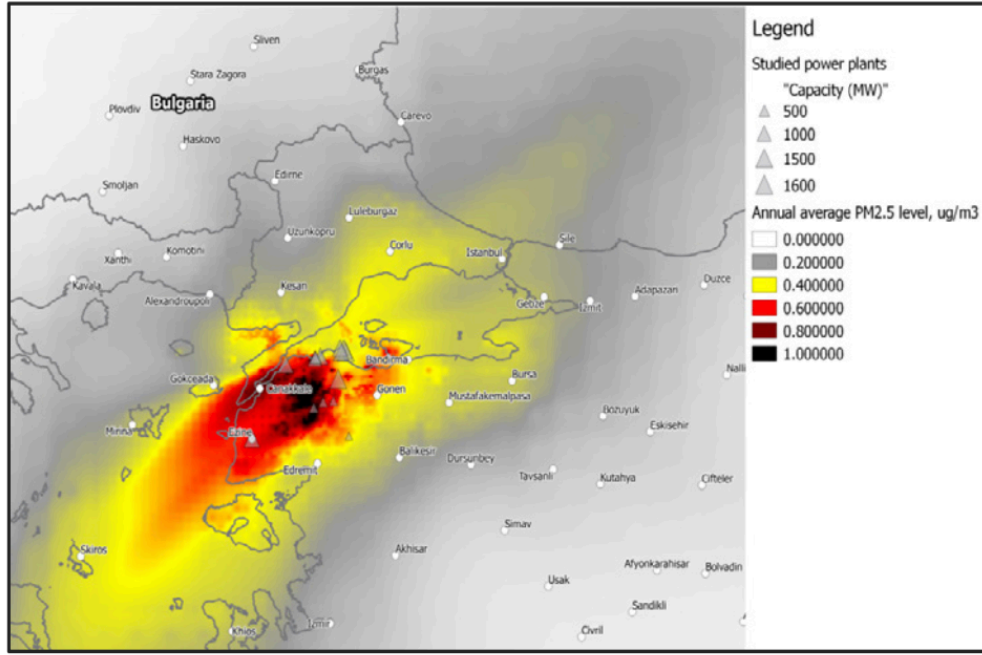 Sliven
Stara Zagora
Burgas
Bulgaria
Plovdiv
Carevo
Haskovo
Edirne
Smoljan
Luleburgaz
Uzunkopru
Corlu
Komotini
Xanthi
Istanbul
Sile
Kavala
Alexandroupoli
Kesan
Gebze
Izmit
Adapazari
Duzce
Bandirma
Nalli
Gokceada
Canakkale
Gonen
Bursa
Mustafakemalpasa
Mirina
Bozuyuk
Eskisehir
Ezine
Edremit
Balikesir
Dursunbey
Tavsanli
Kutahya
Cifteler
Simav
Skiros
Akhisar
Usak
Afyonkarahisar
Bolvadin
Sandikli
Khios
Izmir
Civril
Legend
Studied power plants
"Capacity (MW)"
500
1000
1500
1600
Annual average PM2.5 level, ug/m3
0.000000
0.200000
0.400000
0.600000
0.800000
1.000000